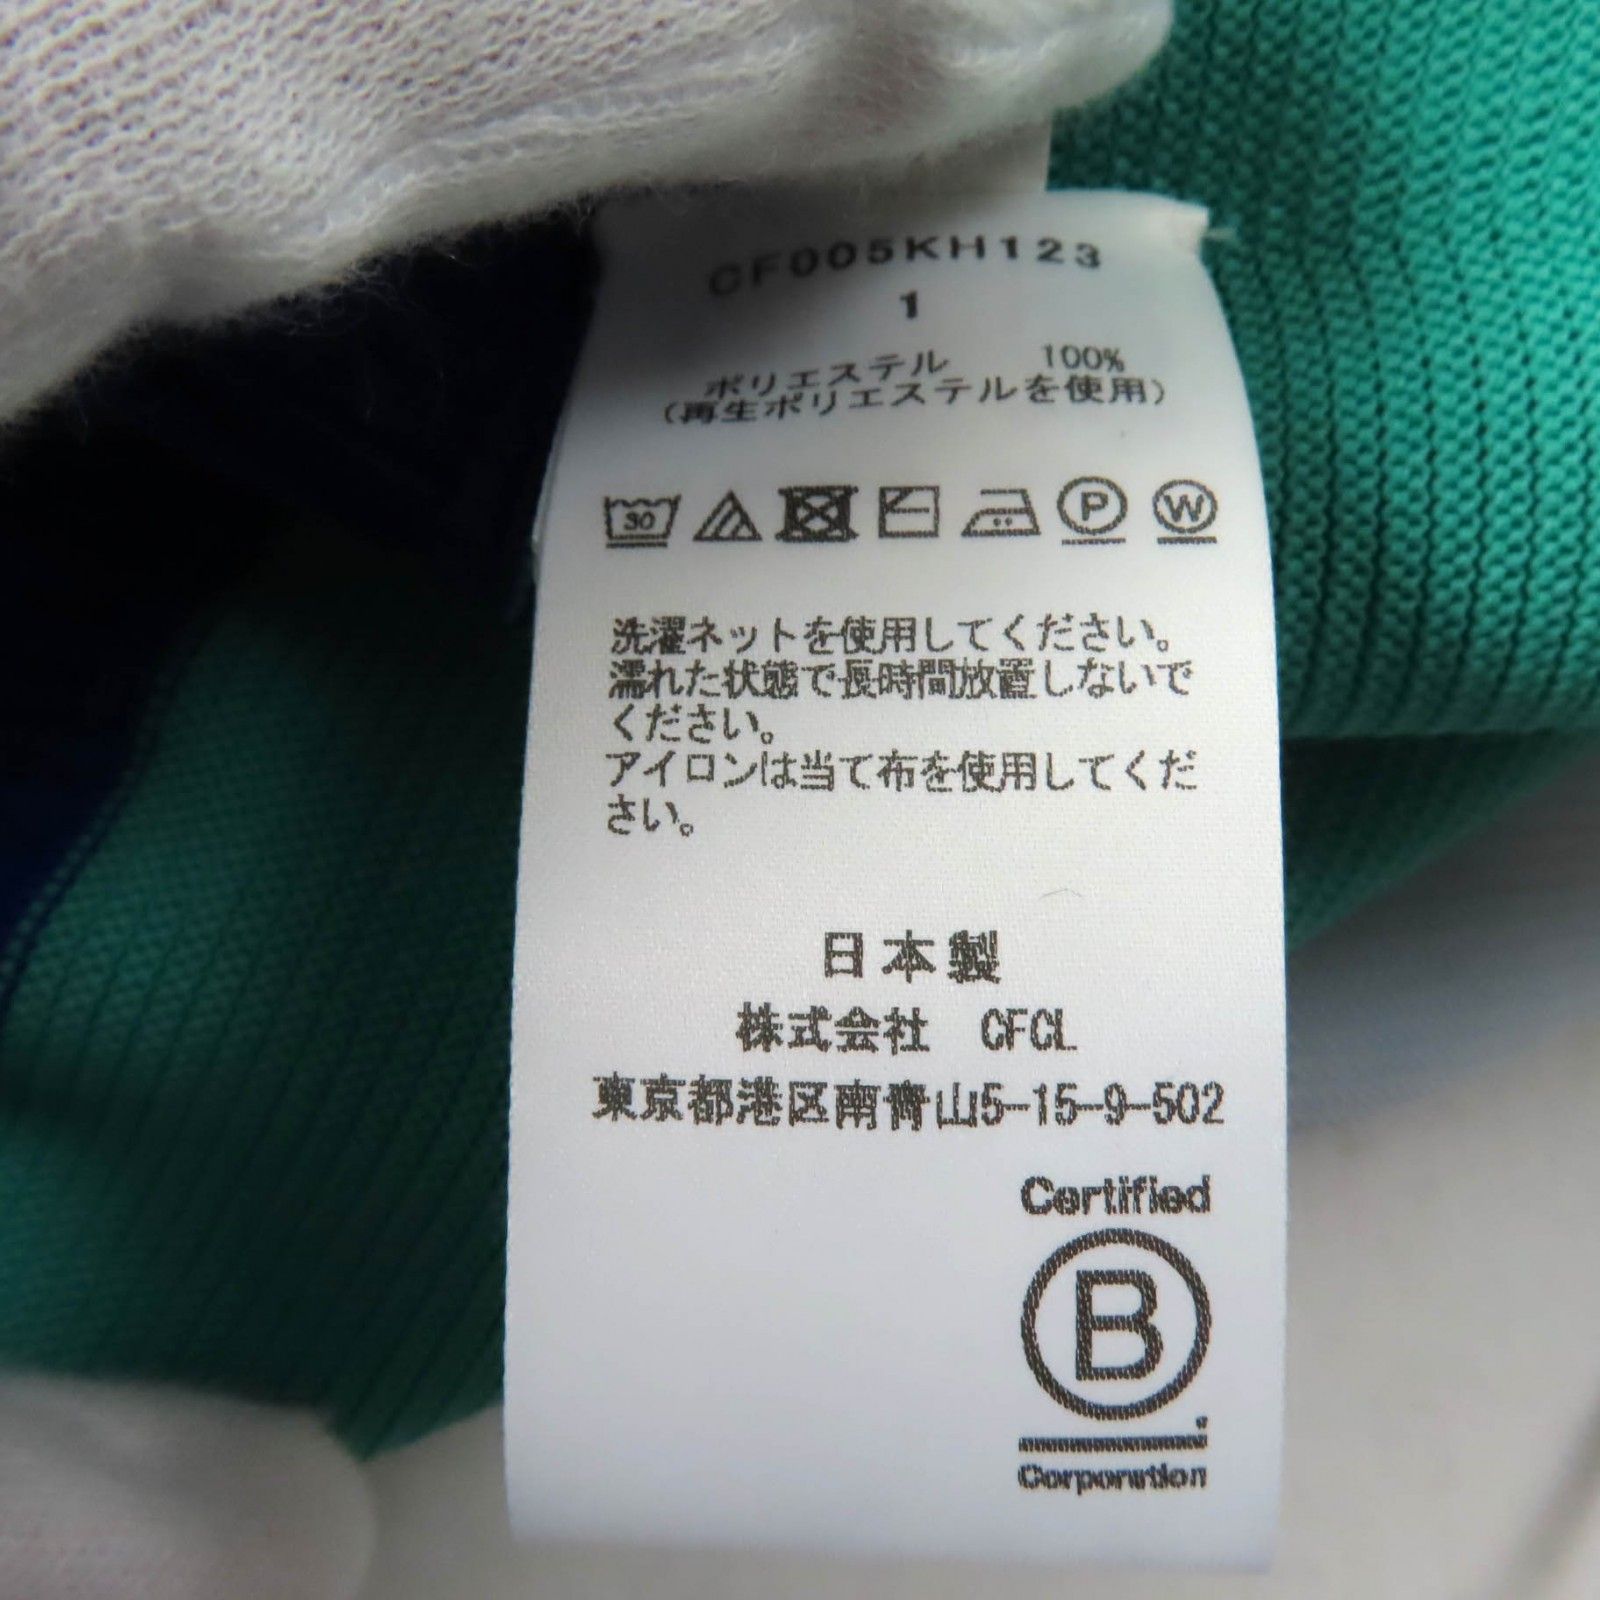 CF005KH123
1
ポリエステル 100%
(再生ポリエステルを使用)
30 P W
洗濯ネットを使用してください。
濡れた状態で長時間放置しないで
ください。
アイロンは当て布を使用してくだ
さい。
日本製
株式会社 CFCL
東京都港区南青山5-15-9-502
Certified
B
Corporation